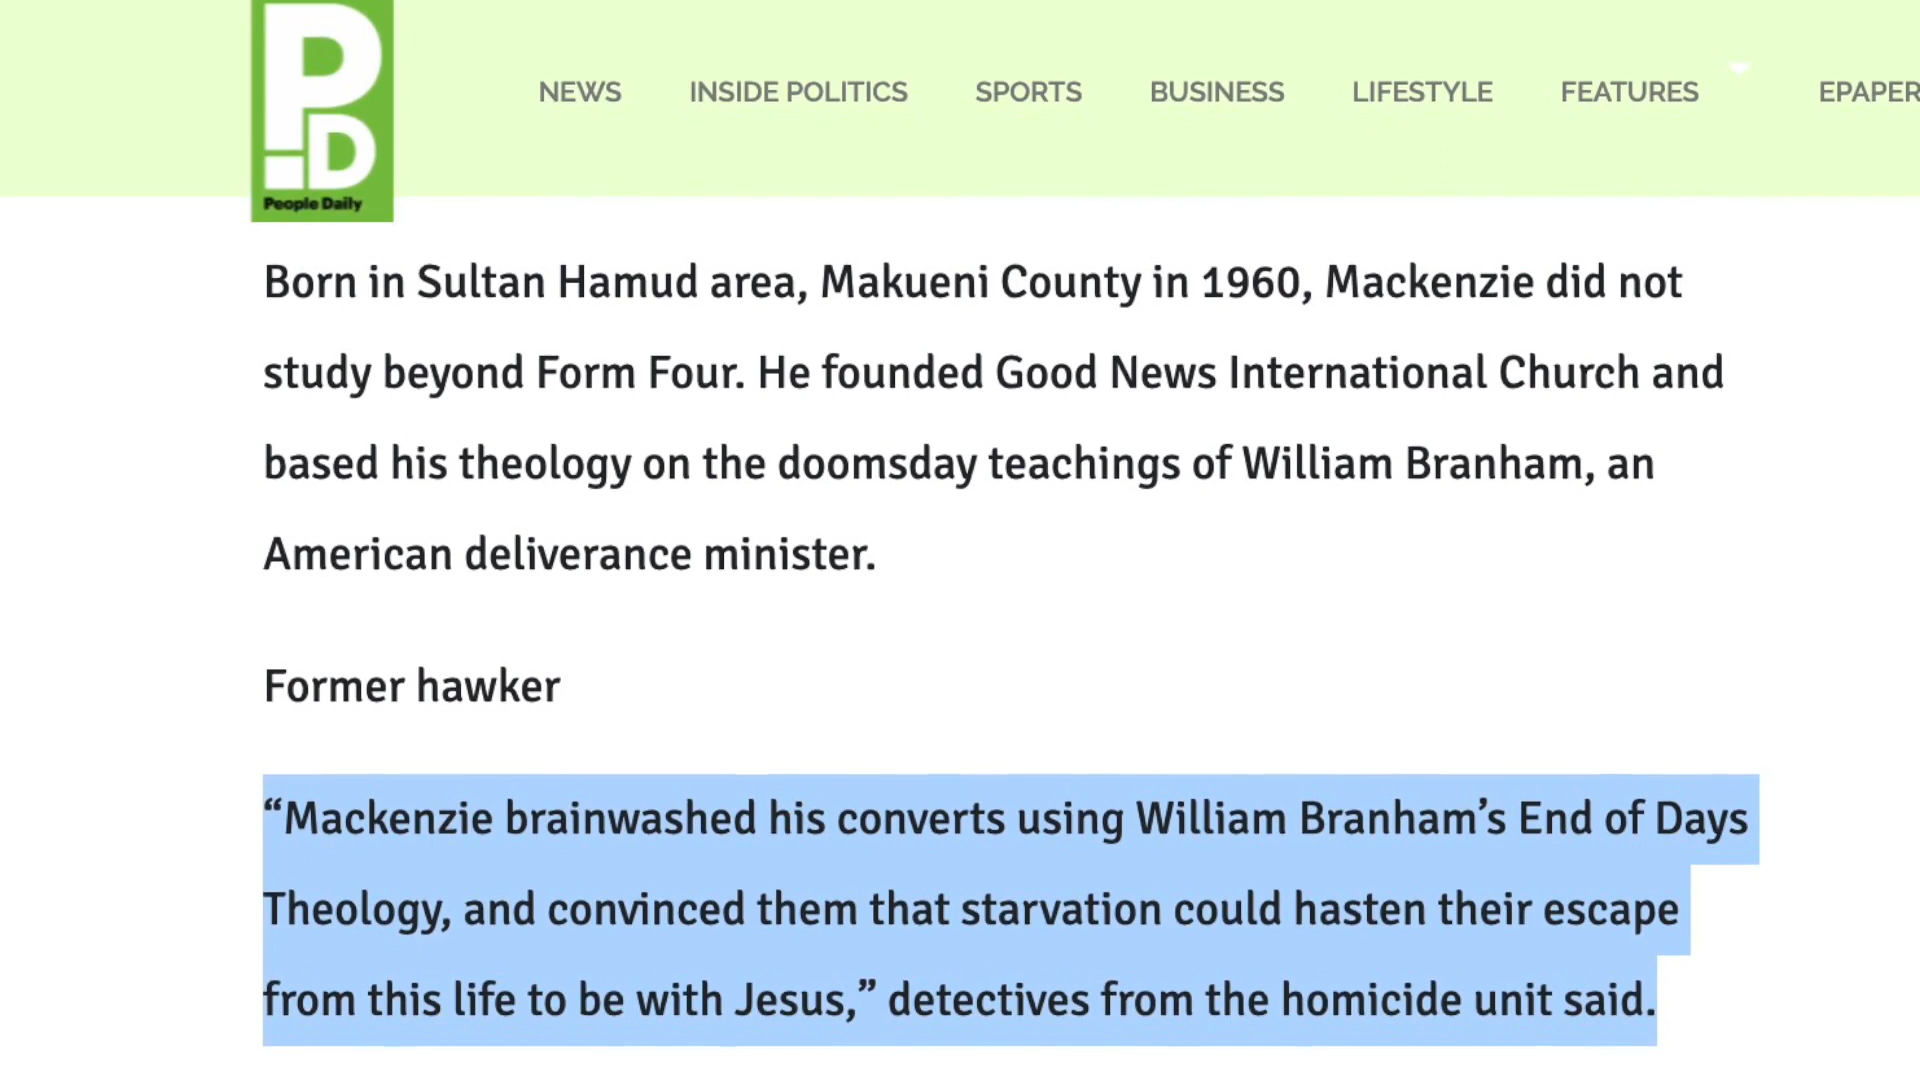 PD
People Daily
NEWS INSIDE POLITICS SPORTS BUSINESS LIFESTYLE FEATURES EPAPER
Born in Sultan Hamud area, Makueni County in 1960, Mackenzie did not
study beyond Form Four. He founded Good News International Church and
based his theology on the doomsday teachings of William Branham, an
American deliverance minister.
Former hawker
“Mackenzie brainwashed his converts using William Branham’s End of Days
Theology, and convinced them that starvation could hasten their escape
from this life to be with Jesus,” detectives from the homicide unit said.